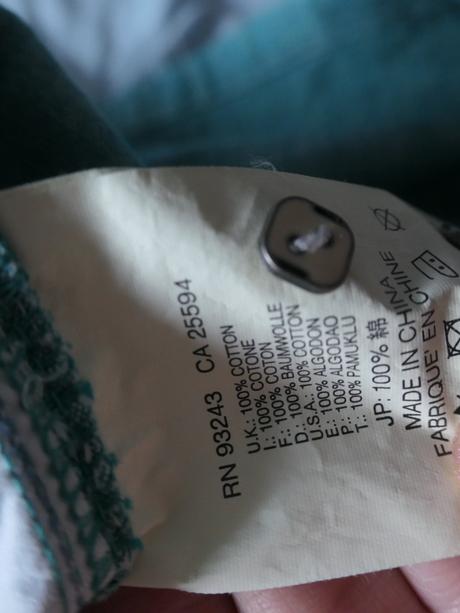 RN 93243 CA 25594
U.K.: 100% COTTON
I.: 100% COTONE
F.: 100% COTON
D.: 100% BAUMWOLLE
U.S.A.: 100% COTTON
E.: 100% ALGODON
P.: 100% ALGODAO
T.: 100% PAMUKLU
JP: 100% 綿
MADE IN CHINA
FABRIQUE' EN CHINE